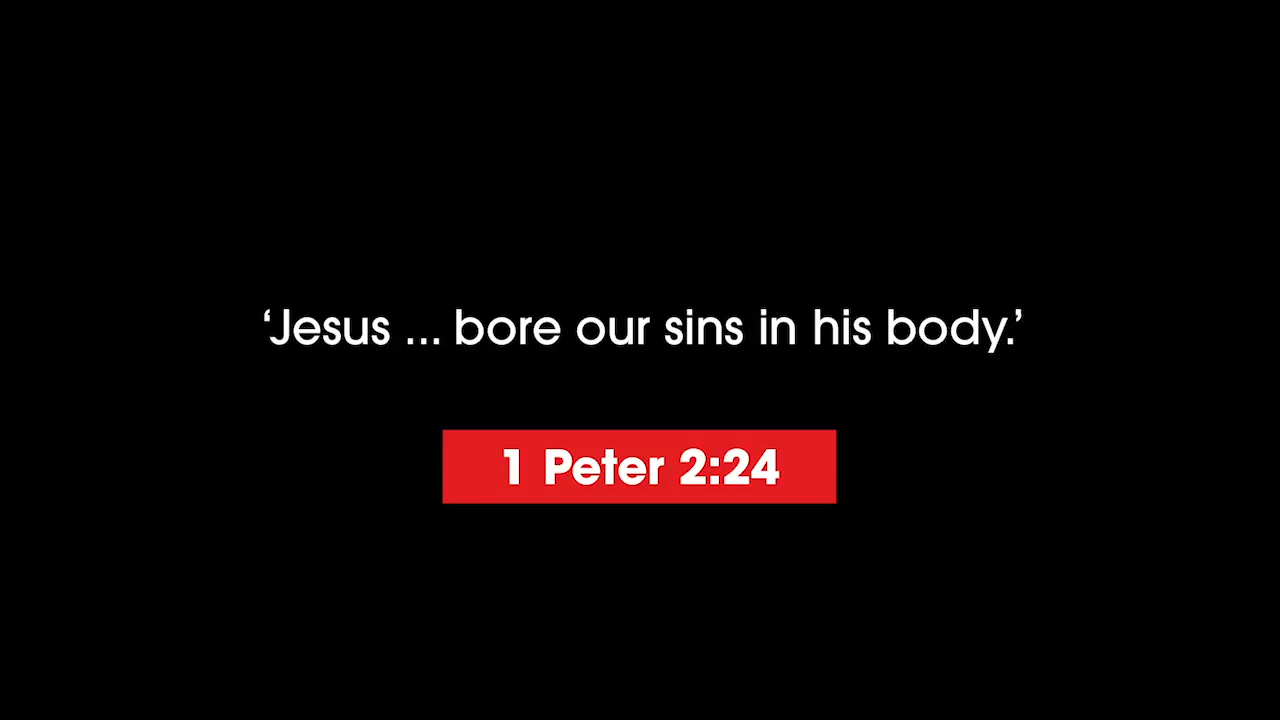 ‘Jesus ... bore our sins in his body.’
1 Peter 2:24